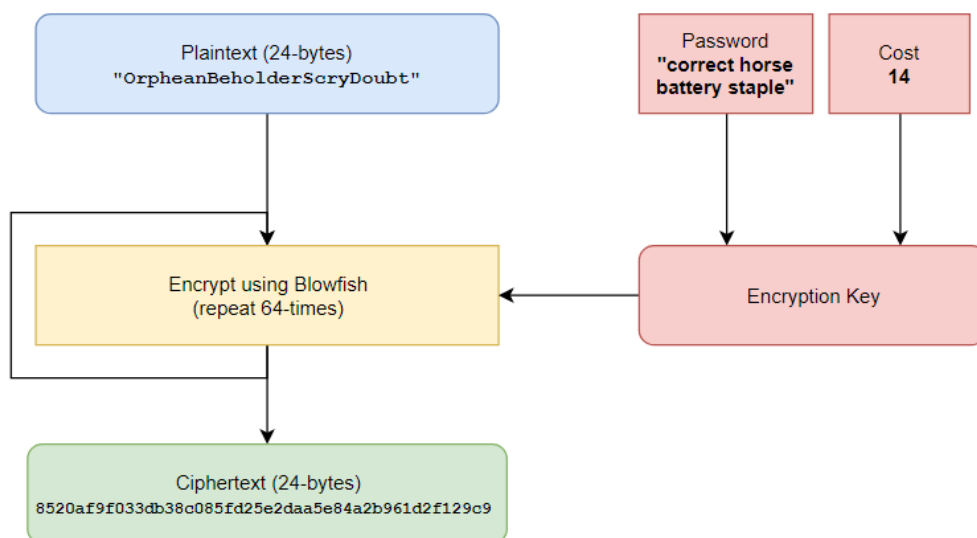 Plaintext (24-bytes)
"OrpheanBeholderScryDoubt"
Password
"correct horse
battery staple"
Cost
14
Encrypt using Blowfish
(repeat 64-times)
Encryption Key
Ciphertext (24-bytes)
8520af9f033db38c085fd25e2daa5e84a2b961d2f129c9